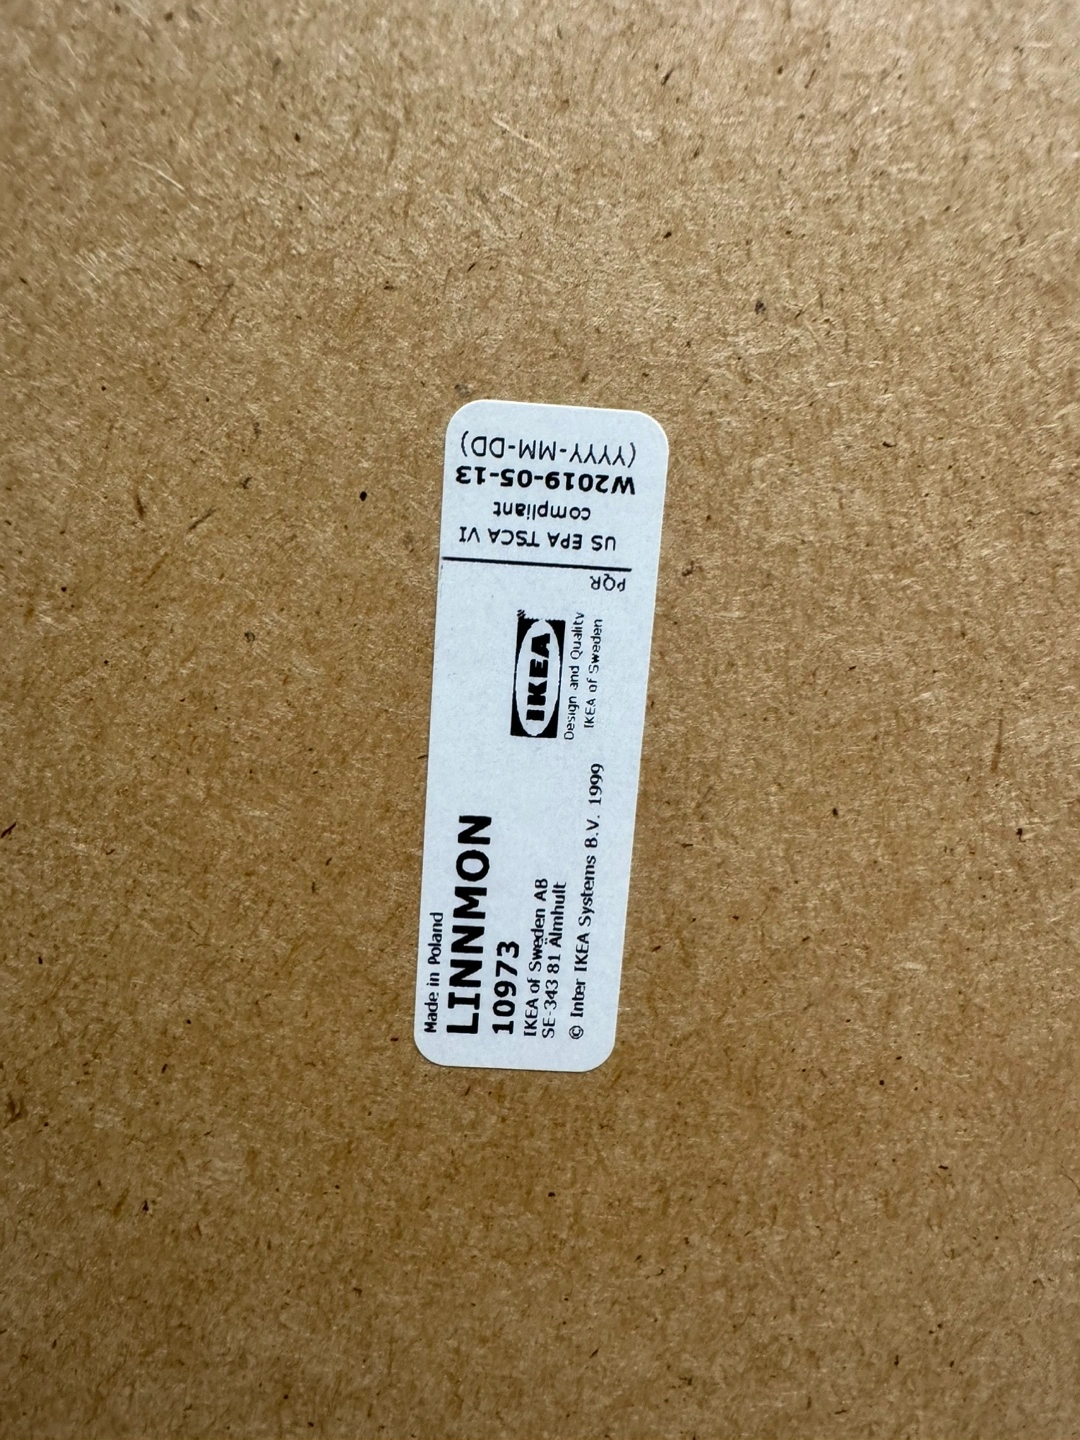 Made in Poland
LINNMON
10973
IKEA of Sweden AB
SE-343 81 Älmhult
© Inter IKEA Systems B.V. 1999
IKEA
Design and Quality
IKEA of Sweden
PQR
US EPA TSCA VI
compliant
W2019-05-13
(YYYY-MM-DD)